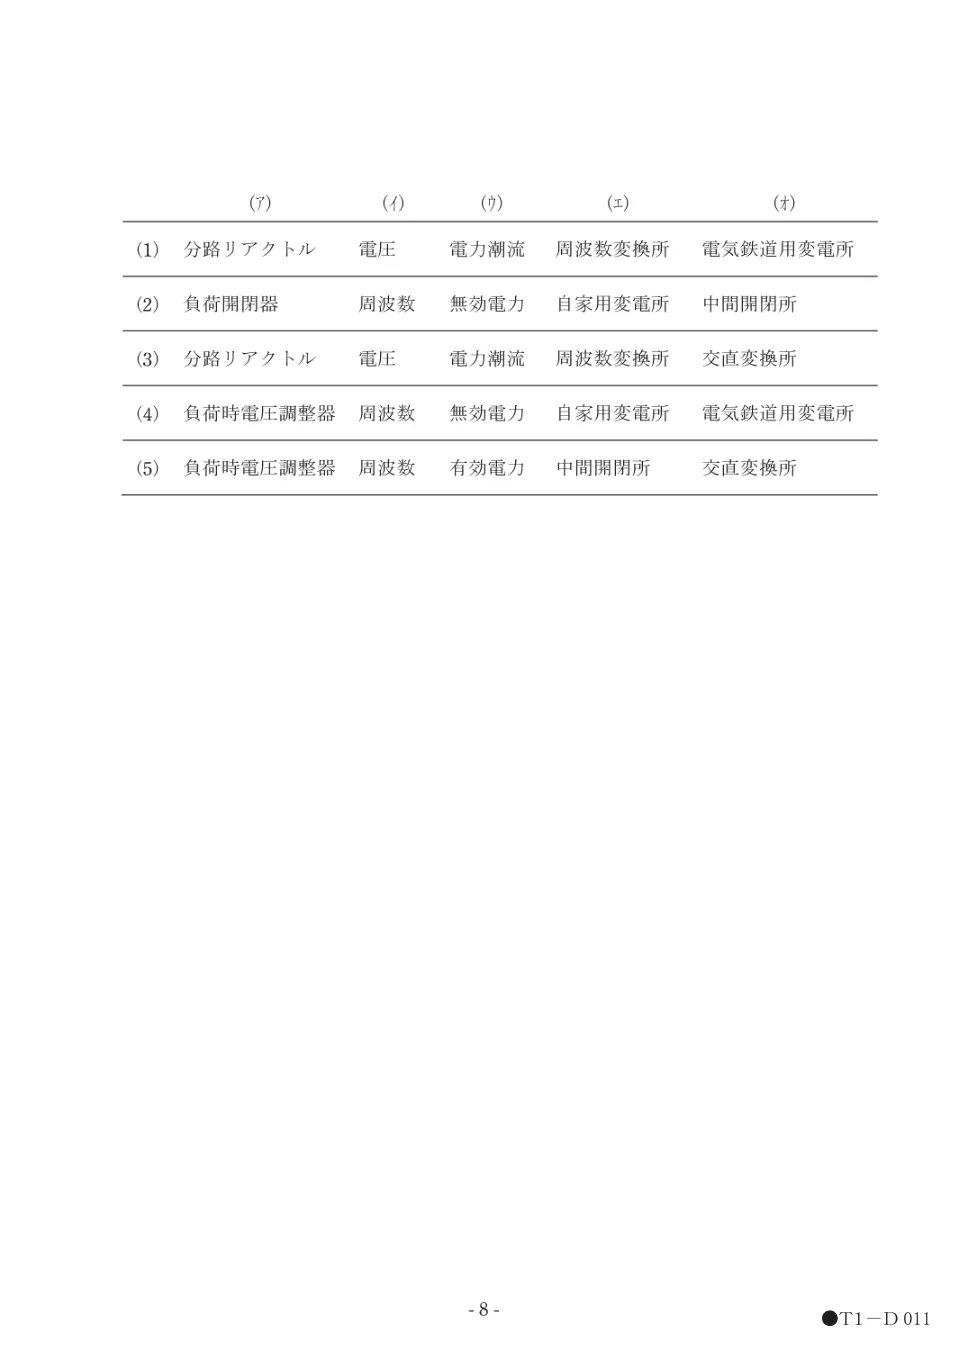 (ア) (イ) (ウ) (エ) (オ)
(1) 分路リアクトル 電圧 電力潮流 周波数変換所 電気鉄道用変電所
(2) 負荷開閉器 周波数 無効電力 自家用変電所 中間開閉所
(3) 分路リアクトル 電圧 電力潮流 周波数変換所 交直変換所
(4) 負荷時電圧調整器 周波数 無効電力 自家用変電所 電気鉄道用変電所
(5) 負荷時電圧調整器 周波数 有効電力 中間開閉所 交直変換所
- 8 -
●T1－D 011